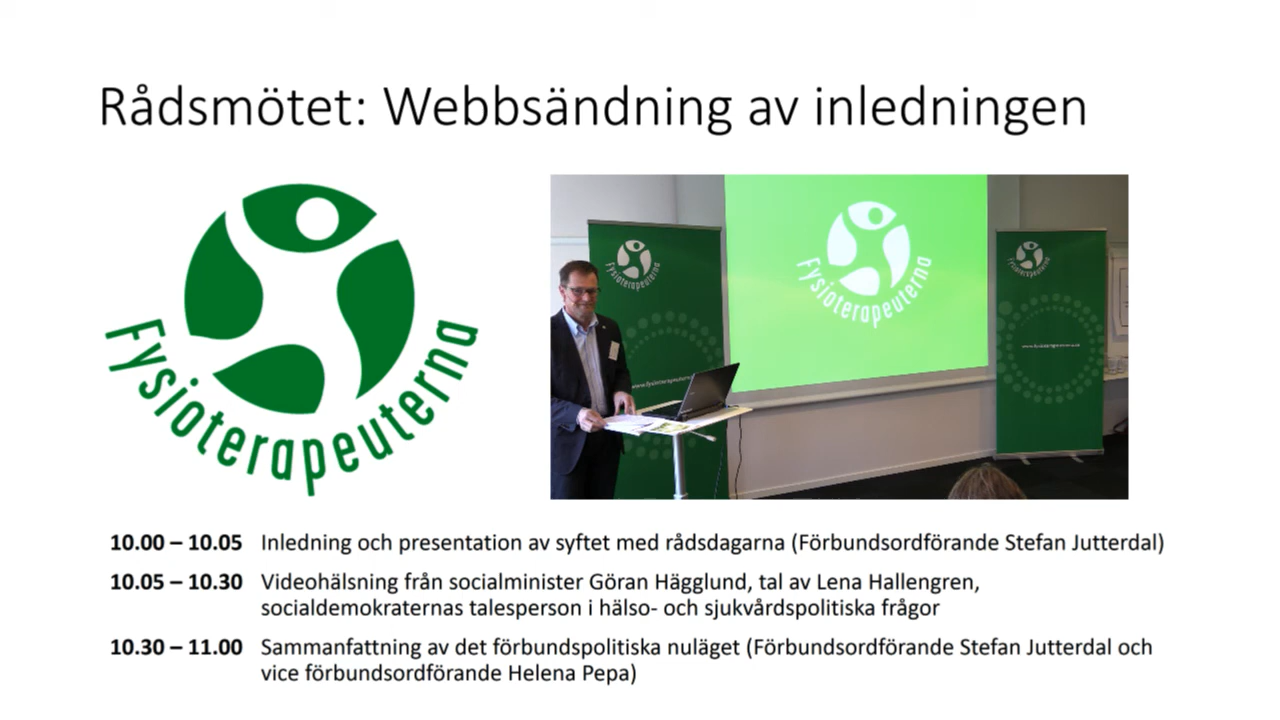 Rådsmötet: Webbsändning av inledningen
Fysioterapeuterna
Fysioterapeuterna
Fysioterapeuterna
Fysioterapeuterna
10.00 – 10.05 Inledning och presentation av syftet med rådsdagarna (Förbundsordförande Stefan Jutterdal)
10.05 – 10.30 Videohälsning från socialminister Göran Hägglund, tal av Lena Hallengren,
socialdemokraternas talesperson i hälso- och sjukvårdspolitiska frågor
10.30 – 11.00 Sammanfattning av det förbundspolitiska nuläget (Förbundsordförande Stefan Jutterdal och
vice förbundsordförande Helena Pepa)